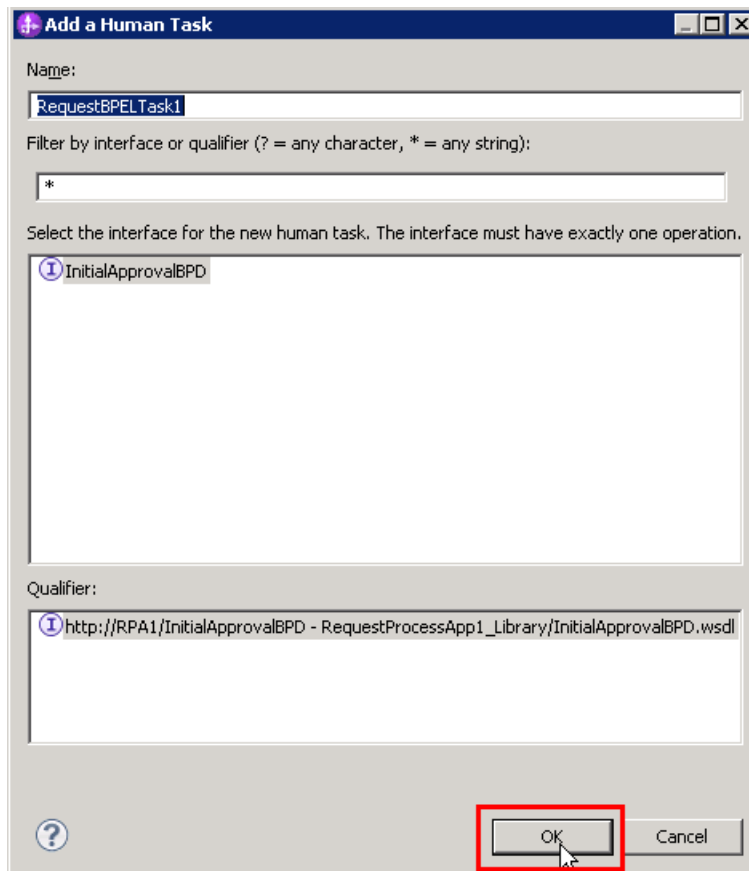 Add a Human Task
Name:
RequestBPELTask1
Filter by interface or qualifier (? = any character, * = any string):
*
Select the interface for the new human task. The interface must have exactly one operation.
InitialApprovalBPD
Qualifier:
http://RPA1/InitialApprovalBPD - RequestProcessApp1_Library/InitialApprovalBPD.wsdl
OK Cancel